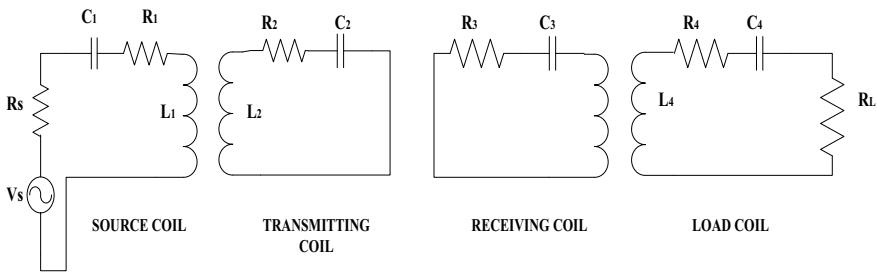 C1 R1
R2 C2
R3 C3
R4 C4
Rs L1 L2 L4 RL
Vs
SOURCE COIL
TRANSMITTING
COIL
RECEIVING COIL
LOAD COIL